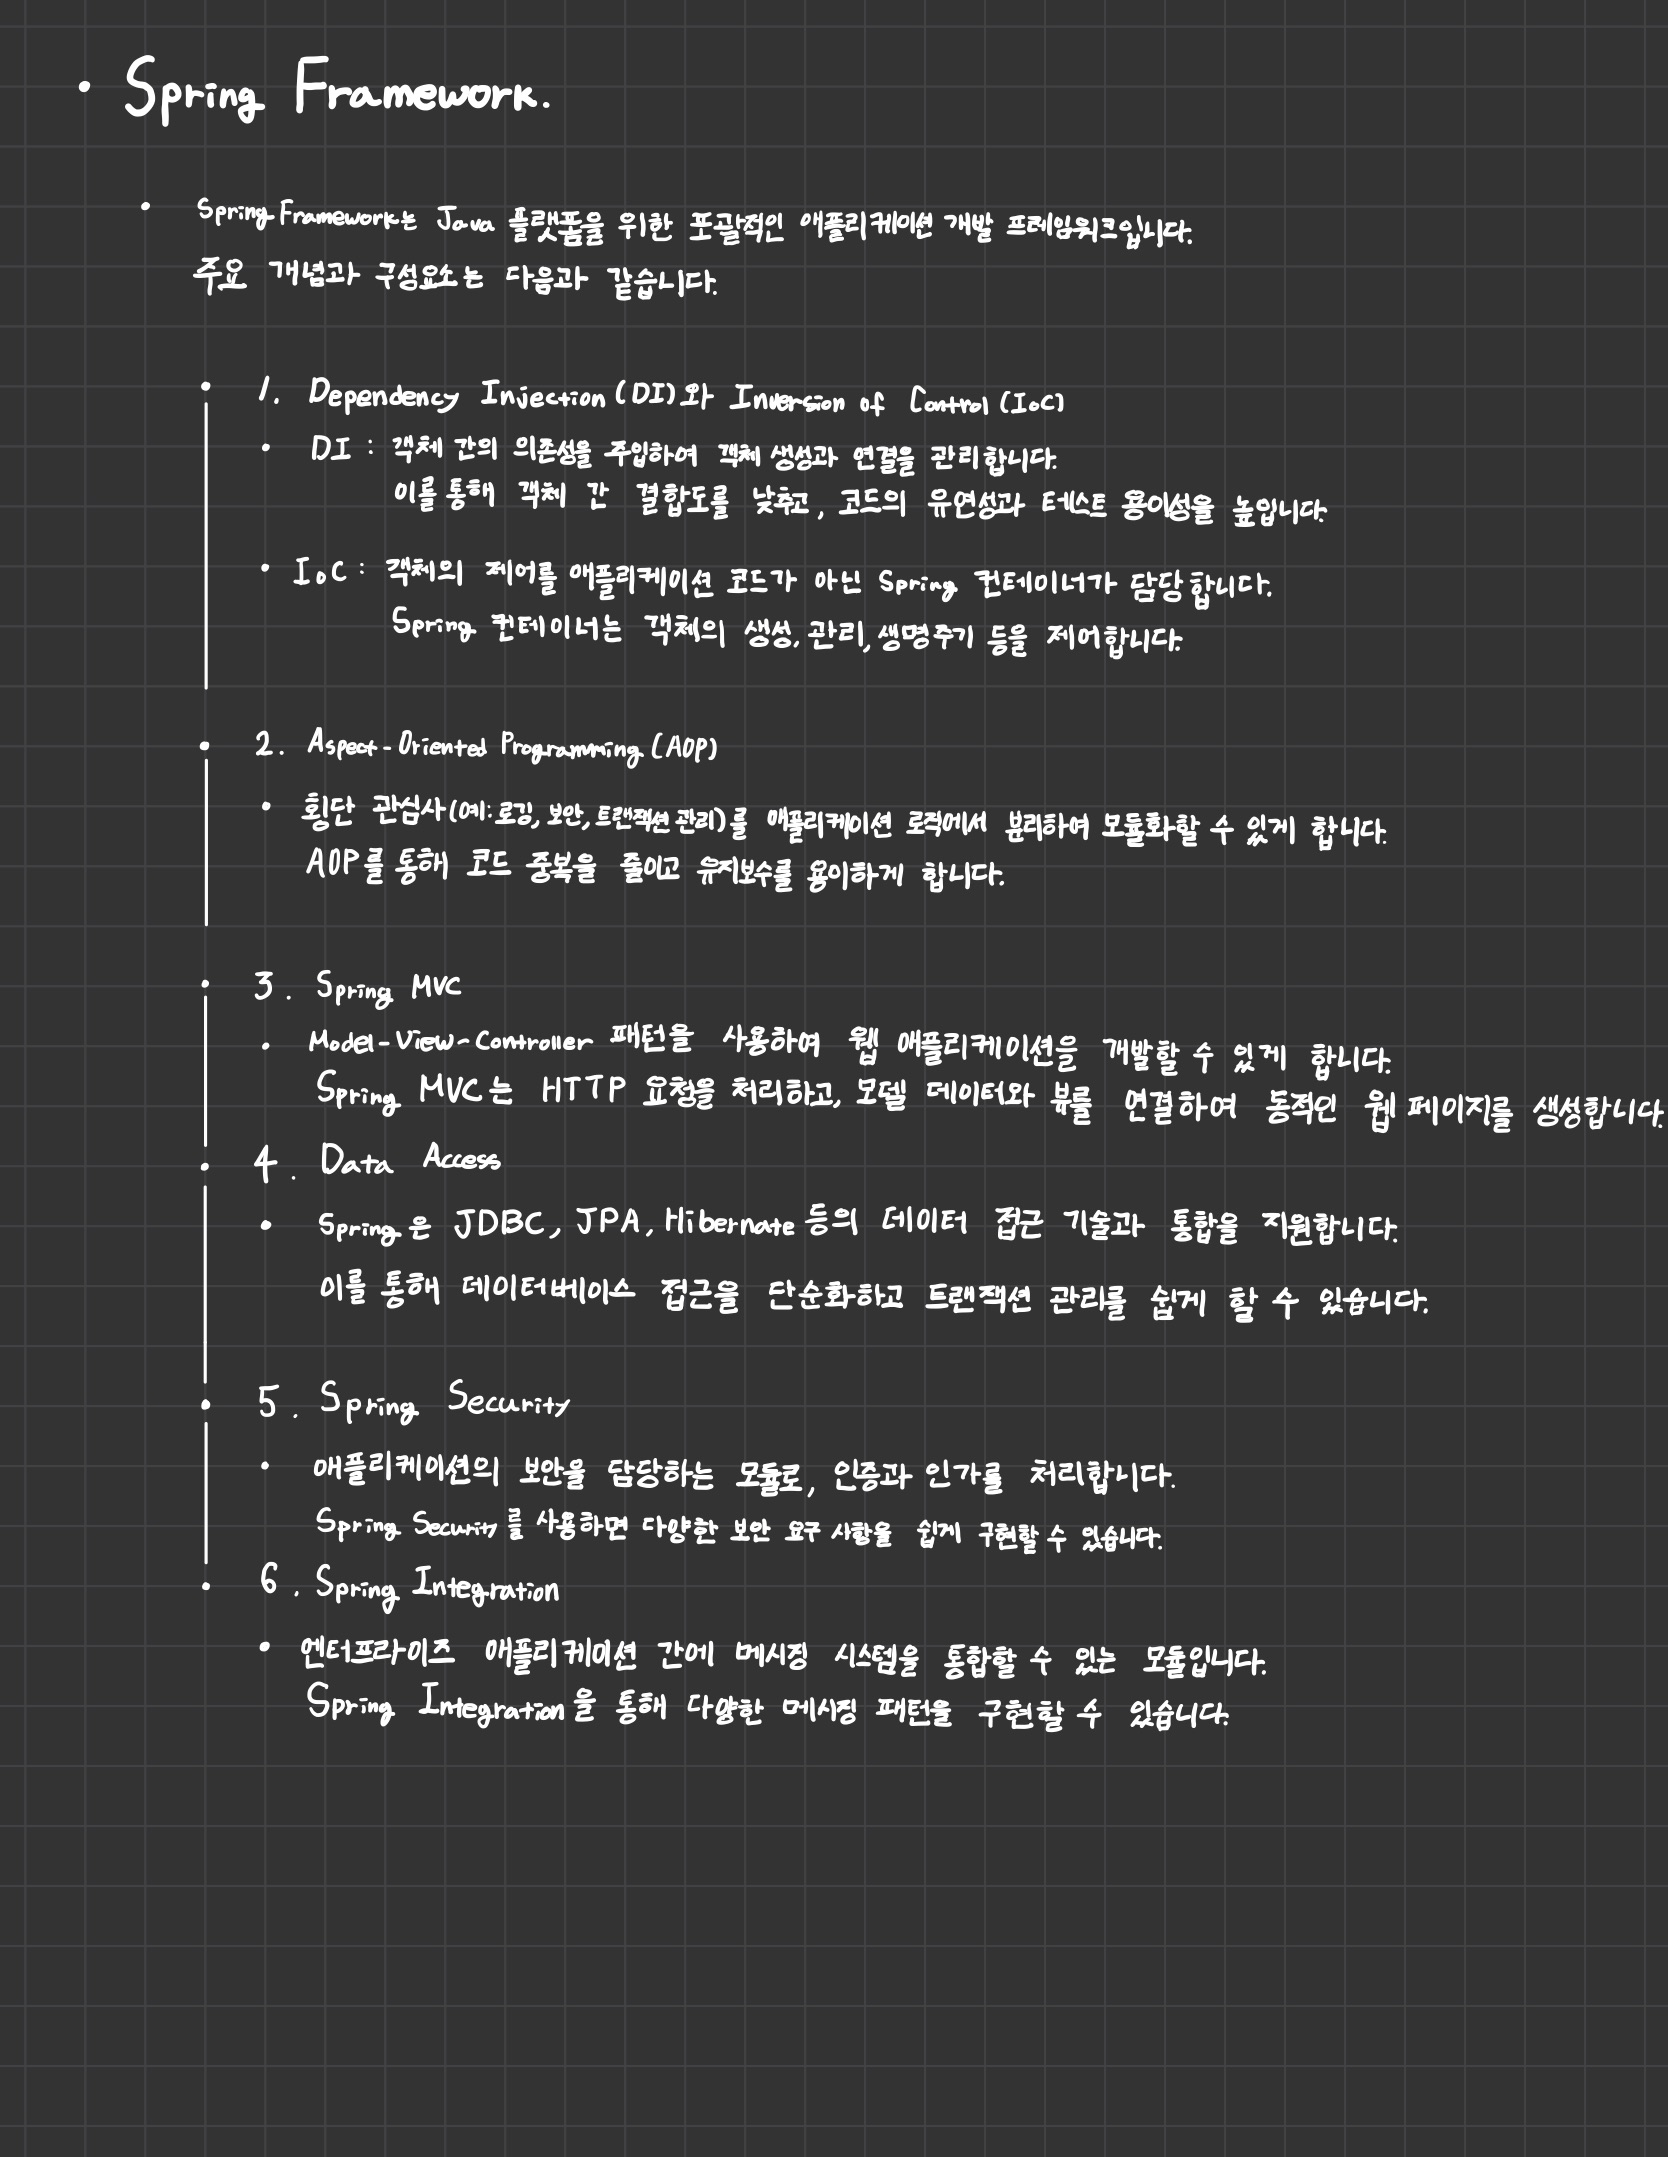 • Spring Framework.
• Spring Framework는 Java 플랫폼을 위한 포괄적인 애플리케이션 개발 프레임워크입니다.
주요 개념과 구성요소는 다음과 같습니다.
• 1. Dependency Injection (DI)와 Inversion of Control (IoC)
• DI : 객체 간의 의존성을 주입하여 객체 생성과 연결을 관리합니다.
이를 통해 객체 간 결합도를 낮추고, 코드의 유연성과 테스트 용이성을 높입니다.
• IoC : 객체의 제어를 애플리케이션 코드가 아닌 Spring 컨테이너가 담당합니다.
Spring 컨테이너는 객체의 생성, 관리, 생명주기 등을 제어합니다.
• 2. Aspect-Oriented Programming (AOP)
• 횡단 관심사(예: 로깅, 보안, 트랜잭션 관리)를 애플리케이션 로직에서 분리하여 모듈화할 수 있게 합니다.
AOP를 통해 코드 중복을 줄이고 유지보수를 용이하게 합니다.
• 3. Spring MVC
• Model-View-Controller 패턴을 사용하여 웹 애플리케이션을 개발할 수 있게 합니다.
Spring MVC는 HTTP 요청을 처리하고, 모델 데이터와 뷰를 연결하여 동적인 웹 페이지를 생성합니다.
• 4. Data Access
• Spring은 JDBC, JPA, Hibernate 등의 데이터 접근 기술과 통합을 지원합니다.
이를 통해 데이터베이스 접근을 단순화하고 트랜잭션 관리를 쉽게 할 수 있습니다.
• 5. Spring Security
• 애플리케이션의 보안을 담당하는 모듈로, 인증과 인가를 처리합니다.
Spring Security를 사용하면 다양한 보안 요구 사항을 쉽게 구현할 수 있습니다.
• 6. Spring Integration
• 엔터프라이즈 애플리케이션 간에 메시징 시스템을 통합할 수 있는 모듈입니다.
Spring Integration을 통해 다양한 메시징 패턴을 구현할 수 있습니다.